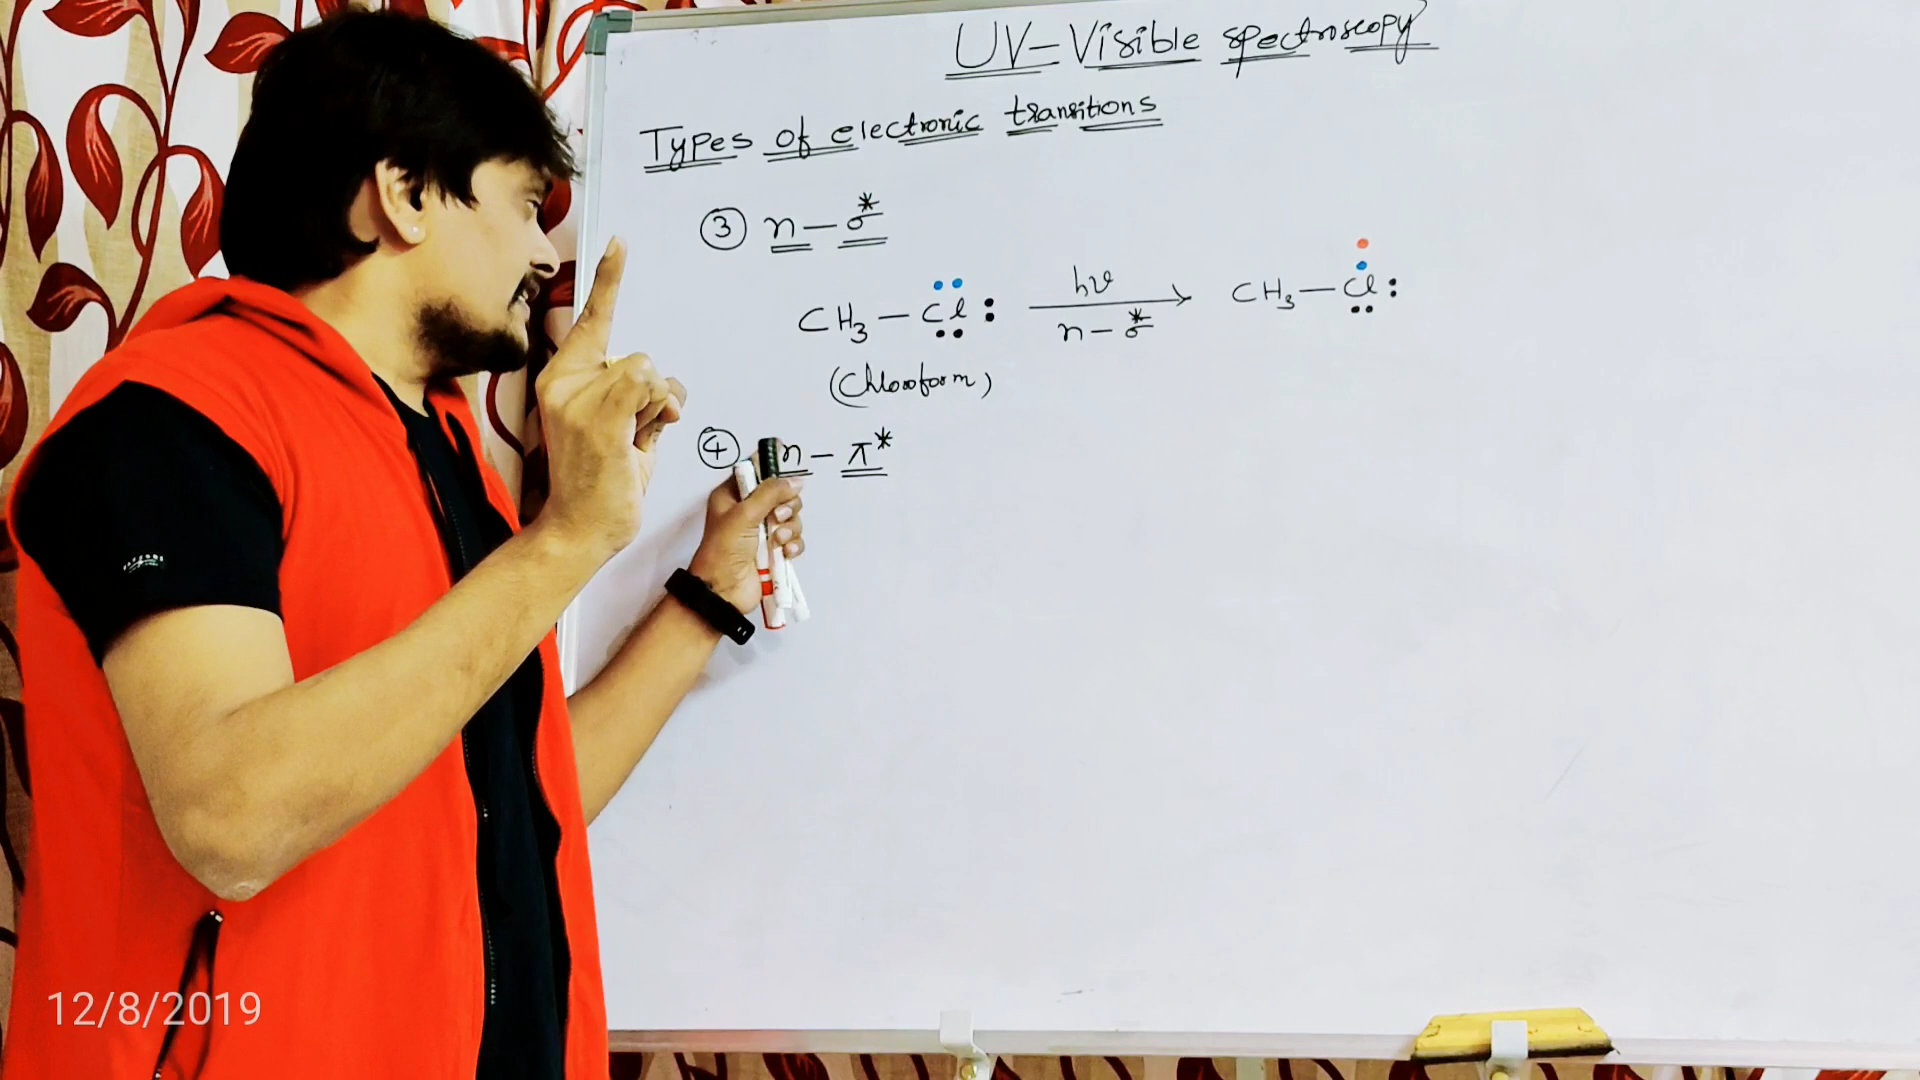 UV-Visible spectroscopy
Types of electronic transitions
③ n - σ*
CH₃ - Cl: hν n - σ* CH₃ - Cl:
(Chloroform)
④ n - π*
12/8/2019